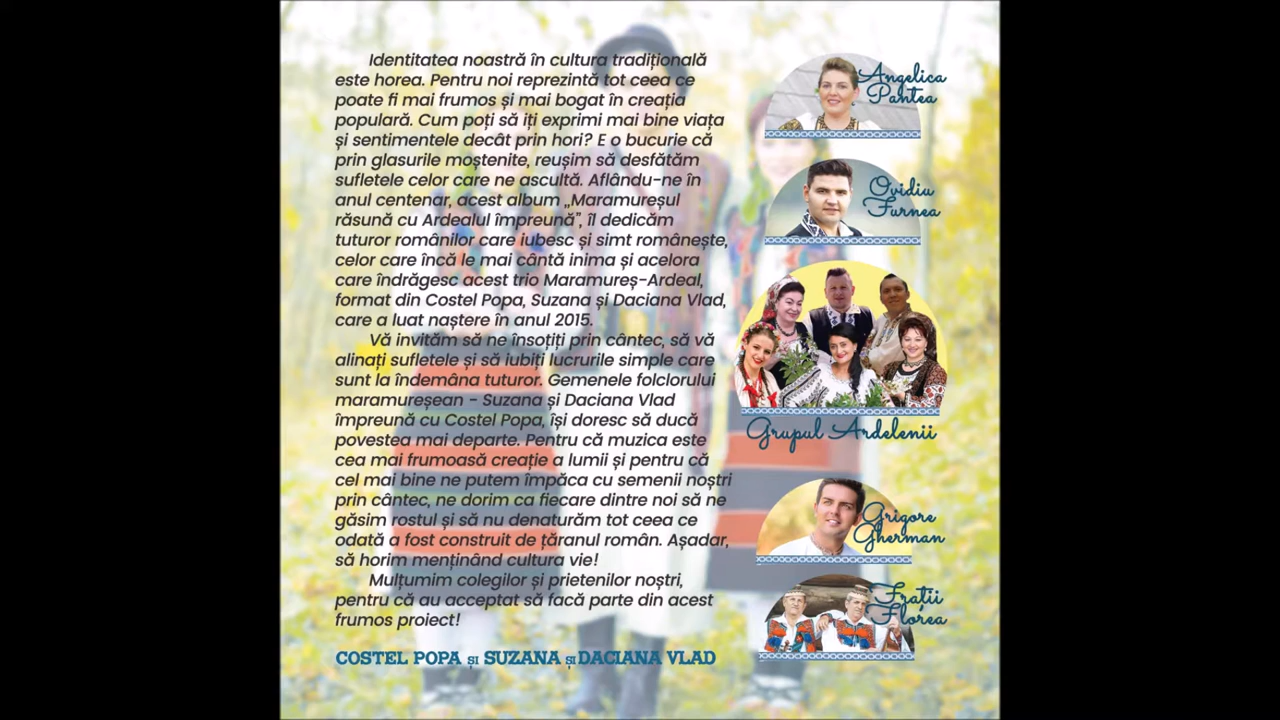 Identitatea noastră în cultura tradițională
este horea. Pentru noi reprezintă tot ceea ce
poate fi mai frumos și mai bogat în creația
populară. Cum poți să iți exprimi mai bine viața
și sentimentele decât prin hori? E o bucurie că
prin glasurile moștenite, reușim să desfătăm
sufletele celor care ne ascultă. Aflându-ne în
anul centenar, acest album „Maramureșul
răsună cu Ardealul împreună”, îl dedicăm
tuturor românilor care iubesc și simt românește,
celor care încă le mai cântă inima și acelora
care îndrăgesc acest trio Maramureș-Ardeal,
format din Costel Popa, Suzana și Daciana Vlad,
care a luat naștere în anul 2015.
Vă invităm să ne însoțiți prin cântec, să vă
alinați sufletele și să iubiți lucrurile simple care
sunt la îndemâna tuturor. Gemenele folclorului
maramureșean - Suzana și Daciana Vlad
împreună cu Costel Popa, își doresc să ducă
povestea mai departe. Pentru că muzica este
cea mai frumoasă creație a lumii și pentru că
cel mai bine ne putem împăca cu semenii noștri
prin cântec, ne dorim ca fiecare dintre noi să ne
găsim rostul și să nu denaturăm tot ceea ce
odată a fost construit de țăranul român. Așadar,
să horim menținând cultura vie!
Mulțumim colegilor și prietenilor noștri,
pentru că au acceptat să facă parte din acest
frumos proiect!
COSTEL POPA ȘI SUZANA ȘI DACIANA VLAD
Angelica
Pantea
Ovidiu
Furnea
Grupul Ardelenii
Grigore
Gherman
Frații
Florea